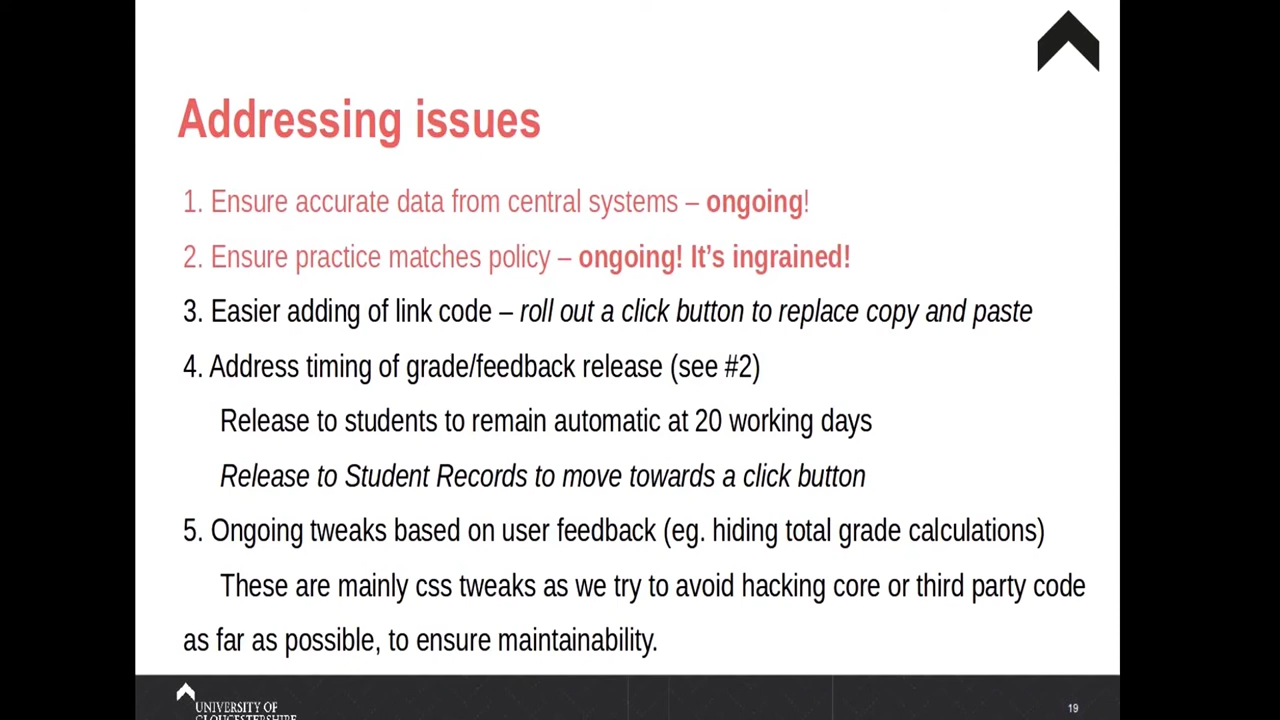 Addressing issues
1. Ensure accurate data from central systems – ongoing!
2. Ensure practice matches policy – ongoing! It’s ingrained!
3. Easier adding of link code – roll out a click button to replace copy and paste
4. Address timing of grade/feedback release (see #2)
Release to students to remain automatic at 20 working days
Release to Student Records to move towards a click button
5. Ongoing tweaks based on user feedback (eg. hiding total grade calculations)
These are mainly css tweaks as we try to avoid hacking core or third party code
as far as possible, to ensure maintainability.
UNIVERSITY OF
GLOUCESTERSHIRE
19